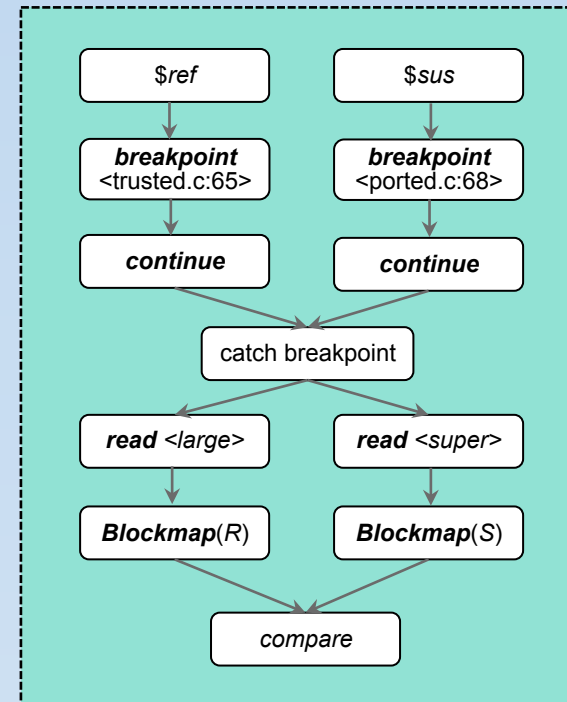 $ref
$sus
breakpoint
<trusted.c:65>
breakpoint
<ported.c:68>
continue
continue
catch breakpoint
read <large>
read <super>
Blockmap(R)
Blockmap(S)
compare